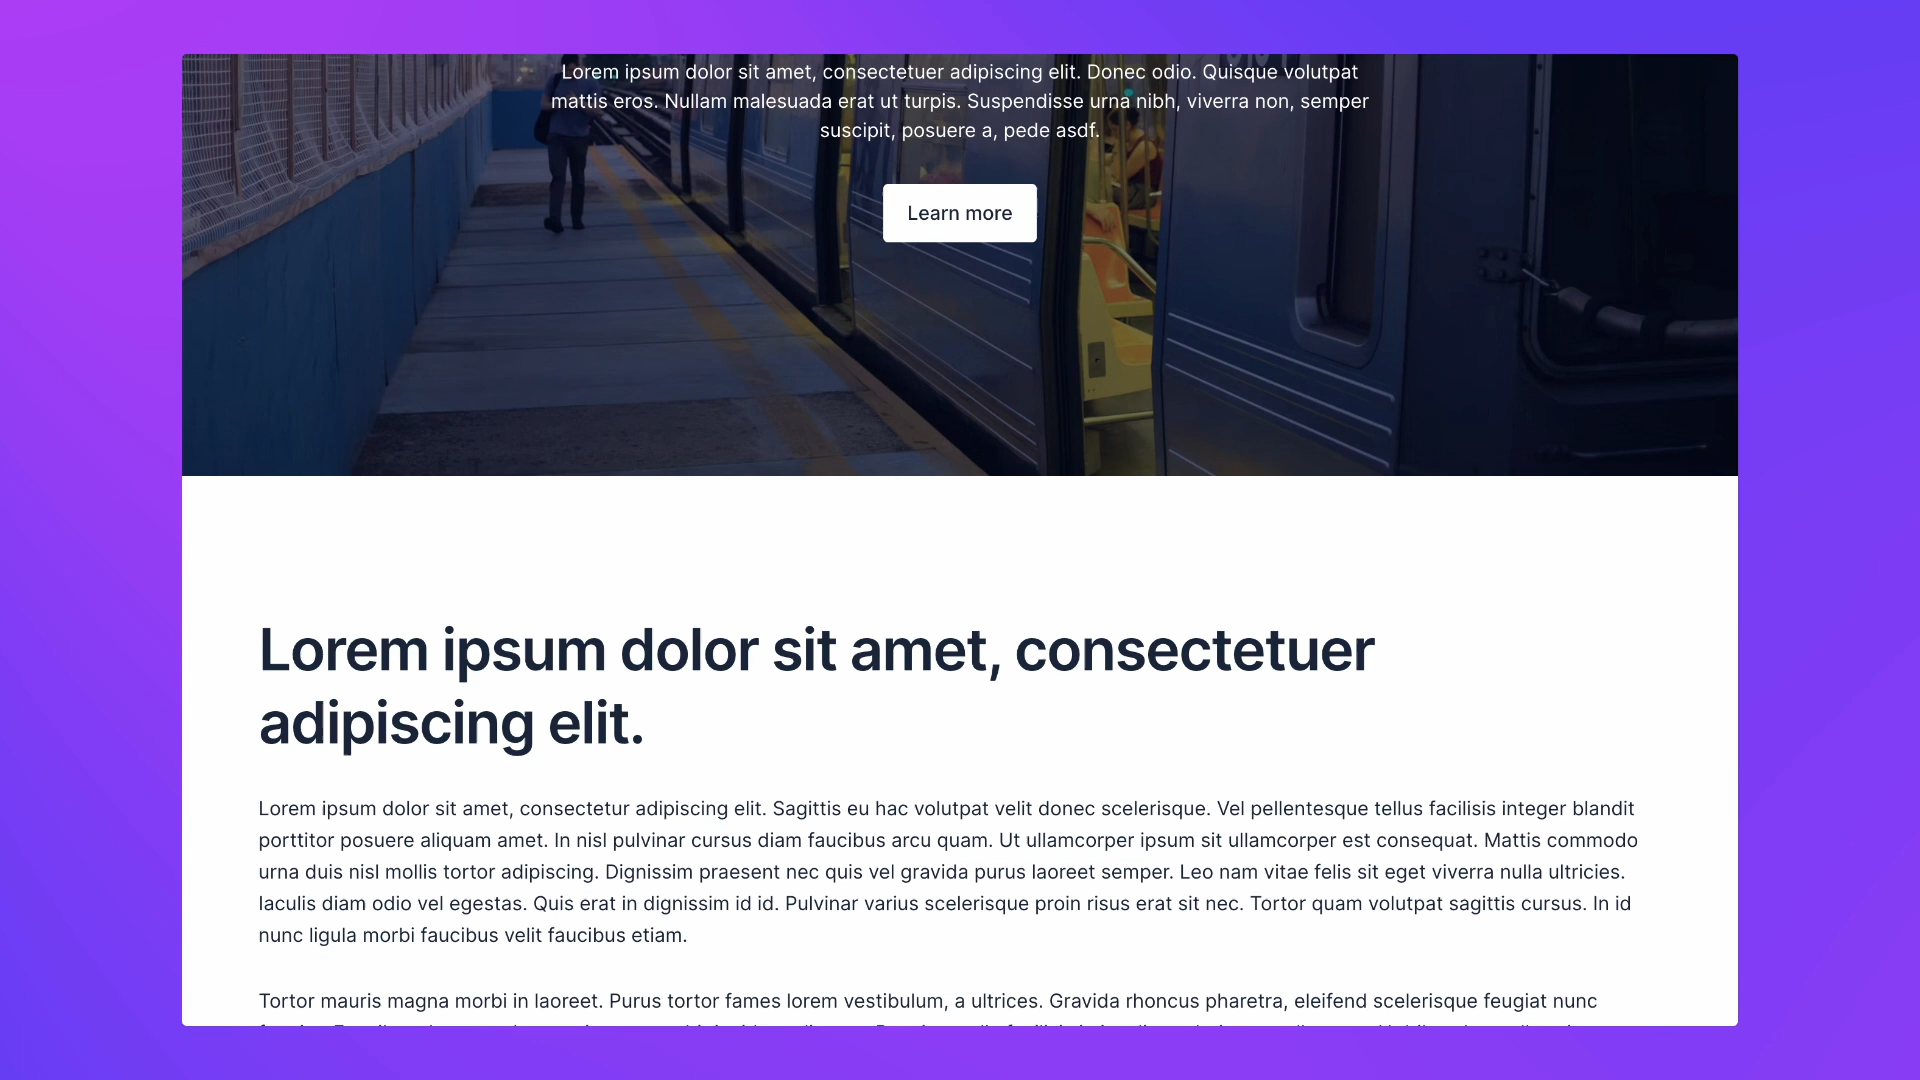 Lorem ipsum dolor sit amet, consectetuer adipiscing elit. Donec odio. Quisque volutpat
mattis eros. Nullam malesuada erat ut turpis. Suspendisse urna nibh, viverra non, semper
suscipit, posuere a, pede asdf.
Learn more
Lorem ipsum dolor sit amet, consectetuer
adipiscing elit.
Lorem ipsum dolor sit amet, consectetur adipiscing elit. Sagittis eu hac volutpat velit donec scelerisque. Vel pellentesque tellus facilisis integer blandit
porttitor posuere aliquam amet. In nisl pulvinar cursus diam faucibus arcu quam. Ut ullamcorper ipsum sit ullamcorper est consequat. Mattis commodo
urna duis nisl mollis tortor adipiscing. Dignissim praesent nec quis vel gravida purus laoreet semper. Leo nam vitae felis sit eget viverra nulla ultricies.
Iaculis diam odio vel egestas. Quis erat in dignissim id id. Pulvinar varius scelerisque proin risus erat sit nec. Tortor quam volutpat sagittis cursus. In id
nunc ligula morbi faucibus velit faucibus etiam.
Tortor mauris magna morbi in laoreet. Purus tortor fames lorem vestibulum, a ultrices. Gravida rhoncus pharetra, eleifend scelerisque feugiat nunc